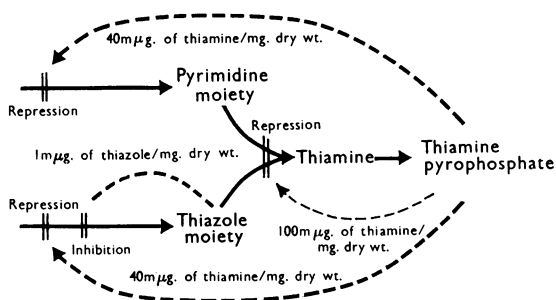 40mµg. of thiamine/mg. dry wt.
Repression
Pyrimidine
moiety
Repression
1mµg. of thiazole/mg. dry wt.
Thiamine
Thiamine
pyrophosphate
Repression
Inhibition
Thiazole
moiety
100mµg. of thiamine/
mg. dry wt.
40mµg. of thiamine/mg. dry wt.